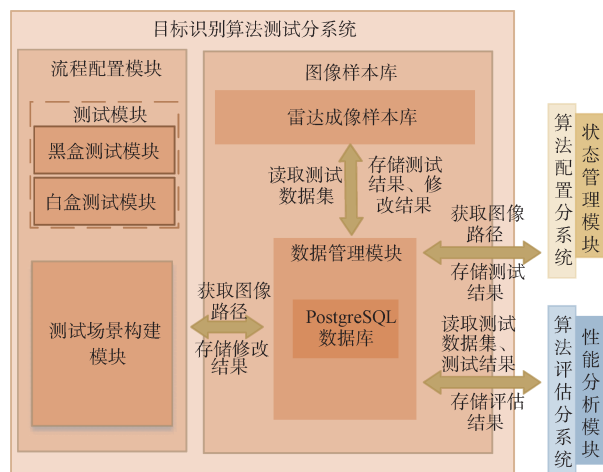 目标识别算法测试分系统
流程配置模块
测试模块
黑盒测试模块
白盒测试模块
测试场景构建
模块
图像样本库
雷达成像样本库
读取测试
数据集
存储测试
结果、修
改结果
数据管理模块
PostgreSQL
数据库
获取图像
路径
存储修改
结果
获取图像
路径
存储测试
结果
读取测试
数据集、
测试结果
存储评估
结果
算法配置分系统
状态管理模块
算法评估分系统
性能分析模块